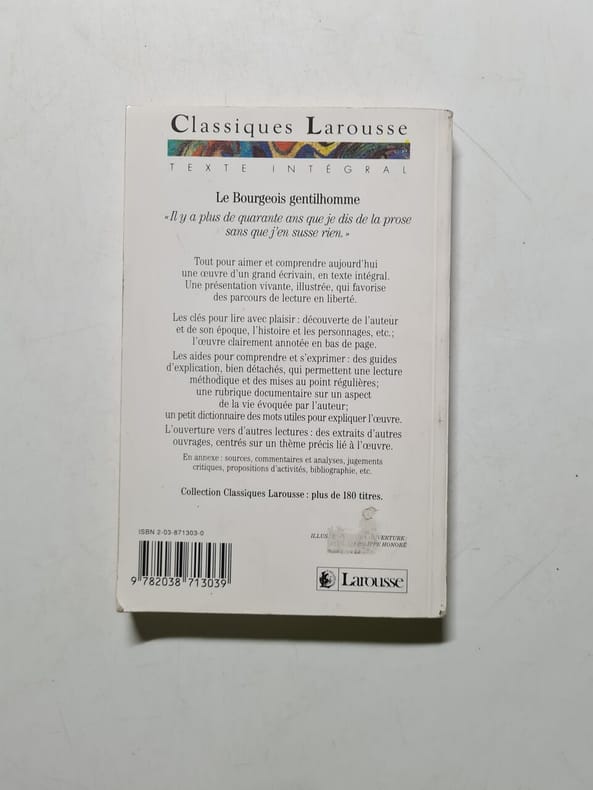 Classiques Larousse
TEXTE INTÉGRAL
Le Bourgeois gentilhomme
«Il y a plus de quarante ans que je dis de la prose
sans que j'en susse rien.»
Tout pour aimer et comprendre aujourd'hui
une œuvre d'un grand écrivain, en texte intégral.
Une présentation vivante, illustrée, qui favorise
des parcours de lecture en liberté.
Les clés pour lire avec plaisir : découverte de l'auteur
et de son époque, l'histoire et les personnages, etc.;
l'œuvre clairement annotée en bas de page.
Les aides pour comprendre et s'exprimer : des guides
d'explication, bien détachés, qui permettent une lecture
méthodique et des mises au point régulières;
une rubrique documentaire sur un aspect
de la vie évoquée par l'auteur;
un petit dictionnaire des mots utiles pour expliquer l'œuvre.
L'ouverture vers d'autres lectures : des extraits d'autres
ouvrages, centrés sur un thème précis lié à l'œuvre.
En annexe : sources, commentaires et analyses, jugements
critiques, propositions d'activités, bibliographie, etc.
Collection Classiques Larousse : plus de 180 titres.
ISBN 2-03-871303-0
HONORÉ
9 782038 713039
Larousse